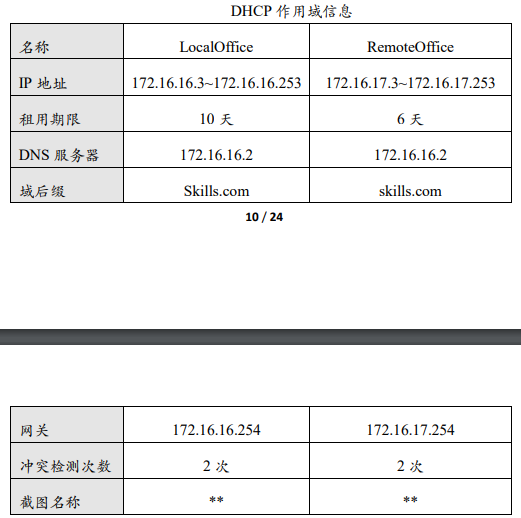 DHCP 作用域信息
名称 LocalOffice RemoteOffice
IP 地址 172.16.16.3~172.16.16.253 172.16.17.3~172.16.17.253
租用期限 10 天 6 天
DNS 服务器 172.16.16.2 172.16.16.2
域后缀 Skills.com skills.com
10 / 24
网关 172.16.16.254 172.16.17.254
冲突检测次数 2 次 2 次
截图名称 ** **